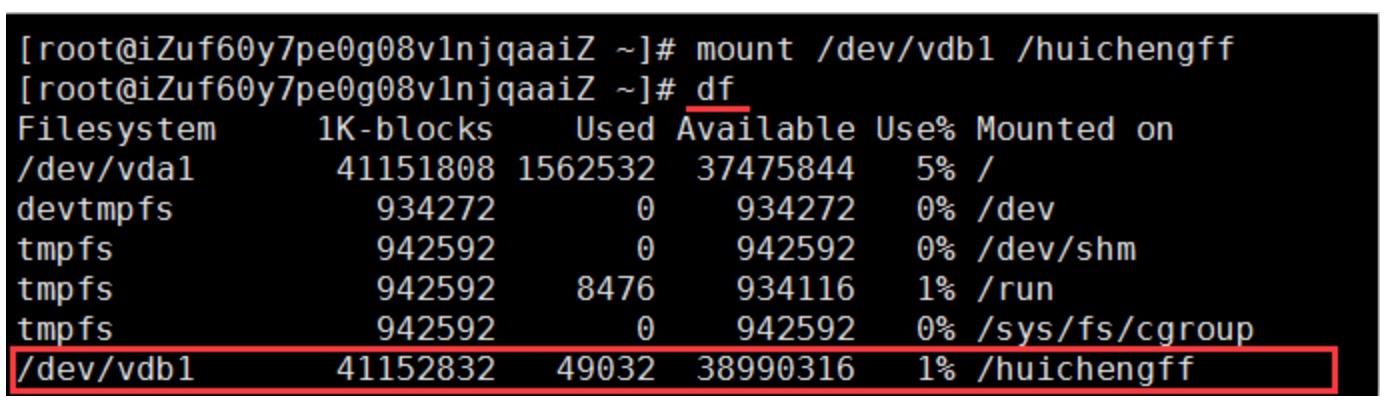 [root@iZuf60y7pe0g08v1njqaaiZ ~]# mount /dev/vdb1 /huichengff
[root@iZuf60y7pe0g08v1njqaaiZ ~]# df
Filesystem     1K-blocks    Used Available Use% Mounted on
/dev/vda1       41151808 1562532  37475844   5% /
devtmpfs          934272       0    934272   0% /dev
tmpfs             942592       0    942592   0% /dev/shm
tmpfs             942592    8476    934116   1% /run
tmpfs             942592       0    942592   0% /sys/fs/cgroup
/dev/vdb1       41152832   49032  38990316   1% /huichengff